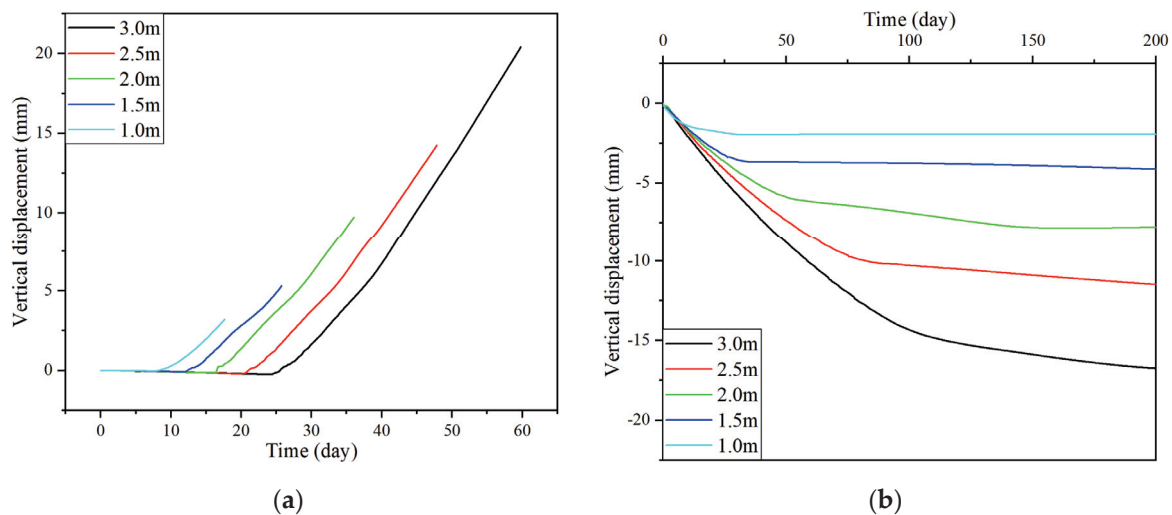 3.0m
2.5m
2.0m
1.5m
1.0m
Vertical displacement (mm)
20
15
10
5
0
0 10 20 30 40 50 60
Time (day)
(a)
Time (day)
0 50 100 150 200
Vertical displacement (mm)
0
-5
-10
-15
-20
3.0m
2.5m
2.0m
1.5m
1.0m
(b)